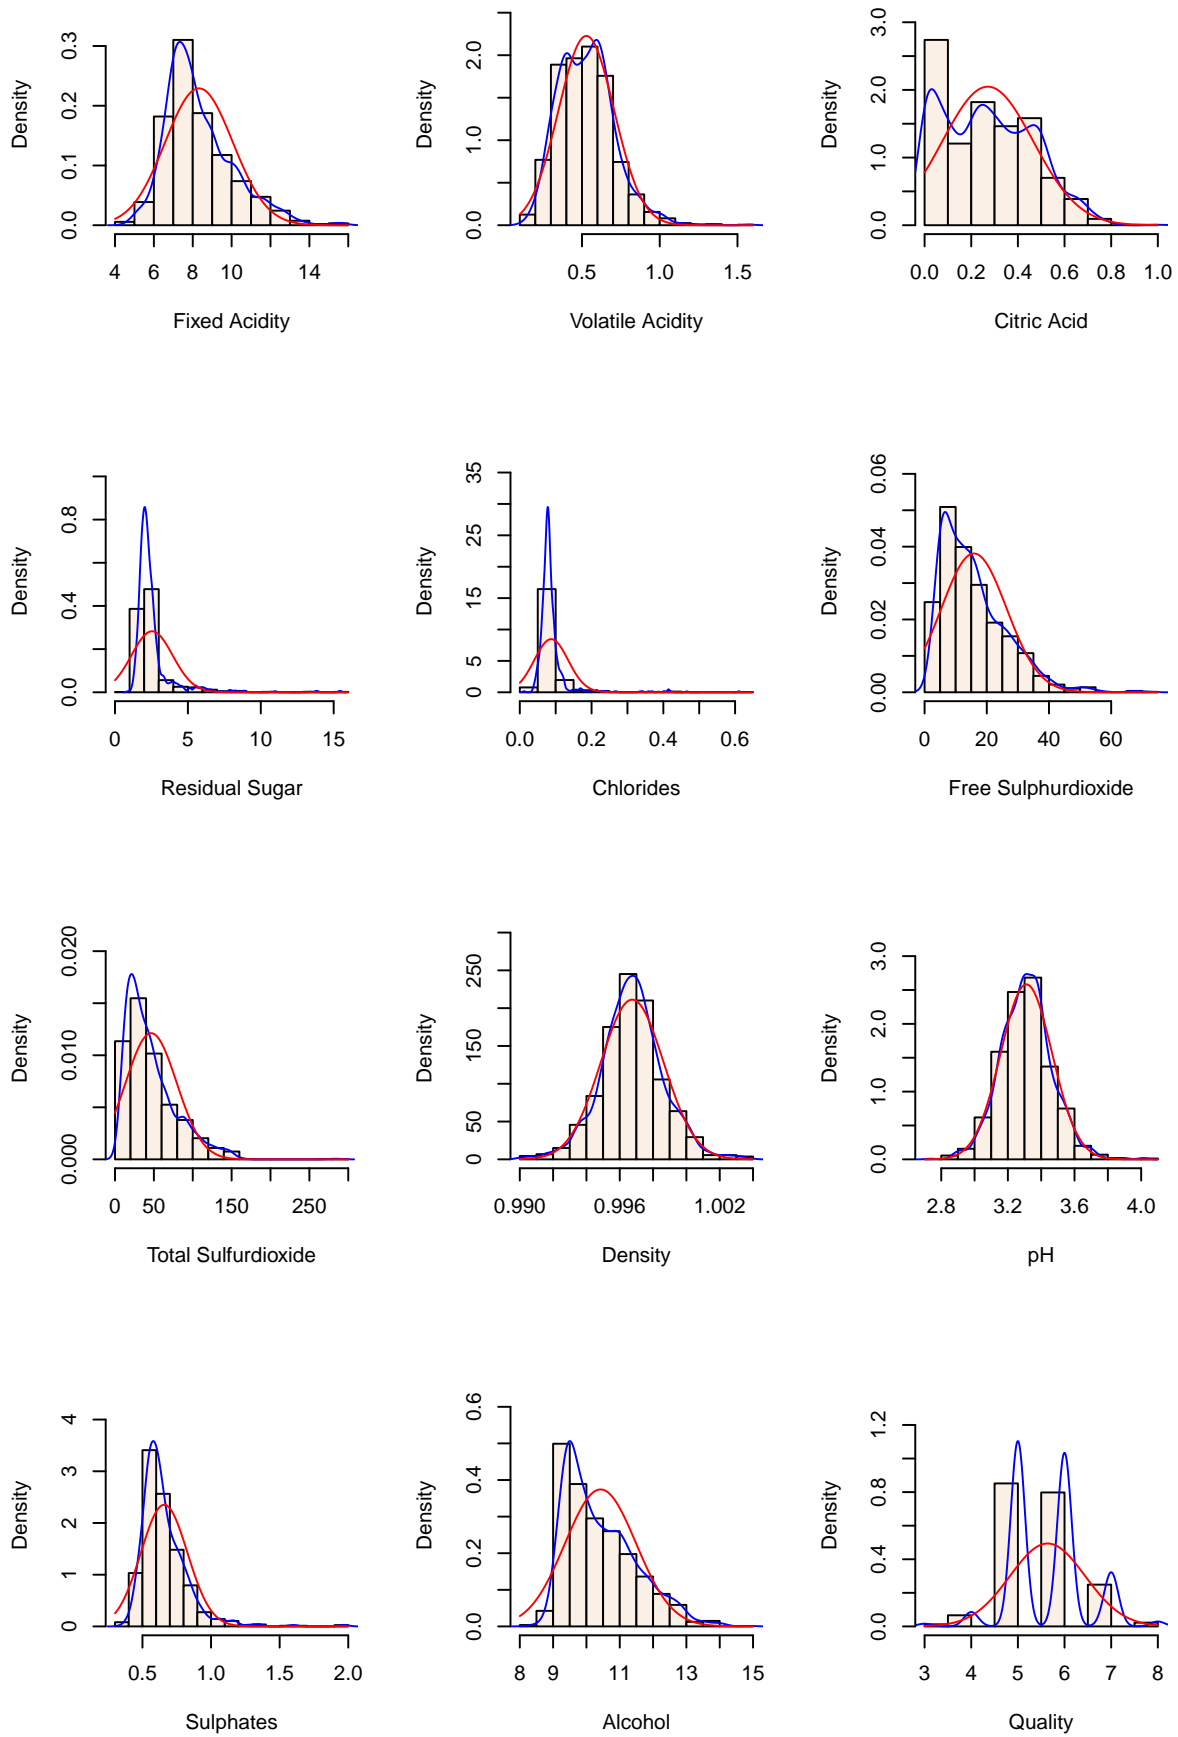 Density
0.0 0.1 0.2 0.3
4 6 8 10 14
Fixed Acidity
Density
0.0 1.0 2.0
0.5 1.0 1.5
Volatile Acidity
Density
0.0 1.0 2.0 3.0
0.0 0.2 0.4 0.6 0.8 1.0
Citric Acid
Density
0.0 0.4 0.8
0 5 10 15
Residual Sugar
Density
0 5 15 25 35
0.0 0.2 0.4 0.6
Chlorides
Density
0.00 0.02 0.04 0.06
0 20 40 60
Free Sulphurdioxide
Density
0.000 0.010 0.020
0 50 150 250
Total Sulfurdioxide
Density
0 50 150 250
0.990 0.996 1.002
Density
Density
0.0 1.0 2.0 3.0
2.8 3.2 3.6 4.0
pH
Density
0 1 2 3 4
0.5 1.0 1.5 2.0
Sulphates
Density
0.0 0.2 0.4 0.6
8 9 11 13 15
Alcohol
Density
0.0 0.4 0.8 1.2
3 4 5 6 7 8
Quality